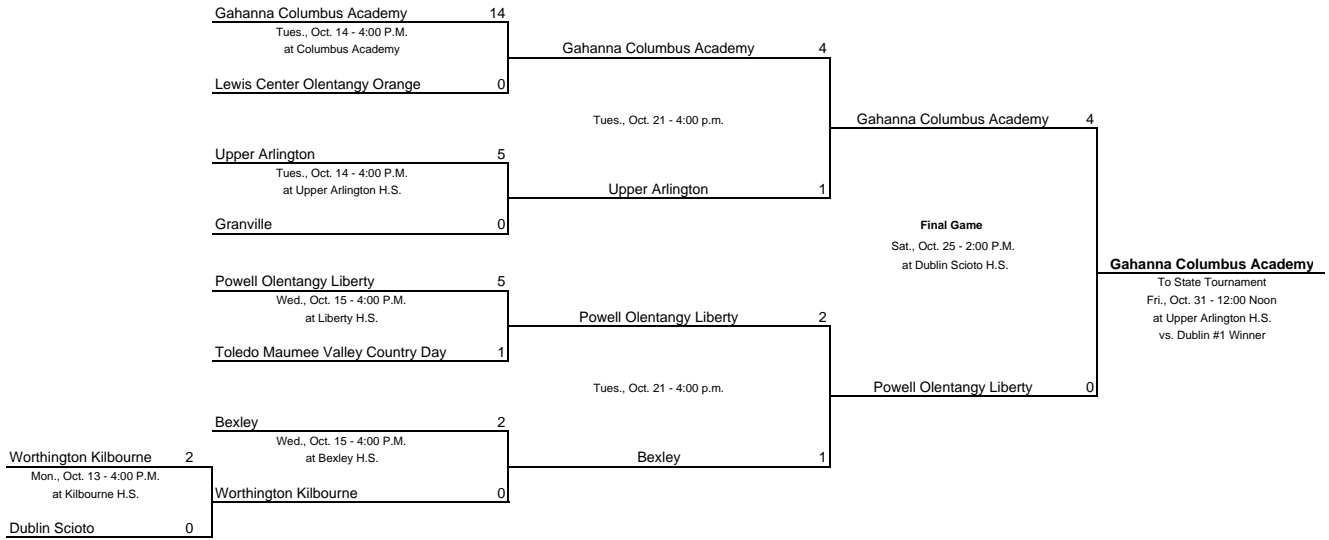 Gahanna Columbus Academy 14
Tues., Oct. 14 - 4:00 P.M.
at Columbus Academy
Gahanna Columbus Academy 4
Lewis Center Olentangy Orange 0
Tues., Oct. 21 - 4:00 p.m.
Gahanna Columbus Academy 4
Upper Arlington 5
Tues., Oct. 14 - 4:00 P.M.
at Upper Arlington H.S.
Upper Arlington 1
Granville 0
Final Game
Sat., Oct. 25 - 2:00 P.M.
at Dublin Scioto H.S.
Gahanna Columbus Academy
To State Tournament
Fri., Oct. 31 - 12:00 Noon
at Upper Arlington H.S.
vs. Dublin #1 Winner
Powell Olentangy Liberty 5
Wed., Oct. 15 - 4:00 P.M.
at Liberty H.S.
Powell Olentangy Liberty 2
Toledo Maumee Valley Country Day 1
Tues., Oct. 21 - 4:00 p.m.
Powell Olentangy Liberty 0
Bexley 2
Wed., Oct. 15 - 4:00 P.M.
at Bexley H.S.
Bexley 1
Worthington Kilbourne 2
Mon., Oct. 13 - 4:00 P.M.
at Kilbourne H.S.
Worthington Kilbourne 0
Dublin Scioto 0